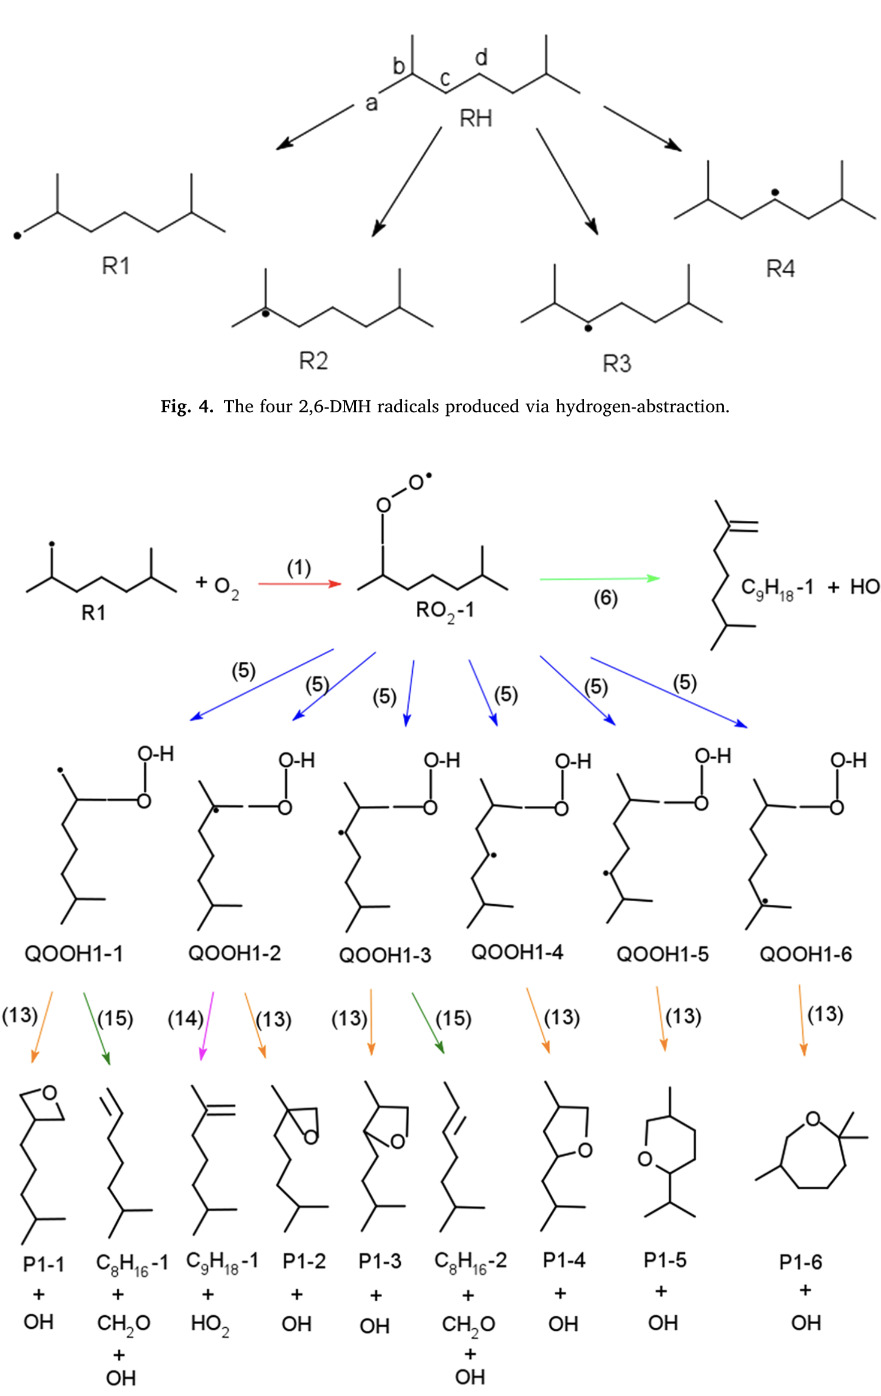 b
d
c
a
RH
R1
R4
R2
R3
Fig. 4. The four 2,6-DMH radicals produced via hydrogen-abstraction.
O
O•
R1
+ O₂
(1)
RO₂-1
(6)
C₉H₁₈-1 + HO
(5)
(5)
(5)
(5)
(5)
(5)
O-H
O-H
O-H
O-H
O-H
O-H
O
O
O
O
O
O
QOOH1-1
QOOH1-2
QOOH1-3
QOOH1-4
QOOH1-5
QOOH1-6
(13)
(15)
(14)
(13)
(13)
(15)
(13)
(13)
(13)
O
O
O
O
O
O
P1-1
C₈H₁₆-1
C₉H₁₈-1
P1-2
P1-3
C₈H₁₆-2
P1-4
P1-5
P1-6
+ + + + + + + + +
OH
CH₂O
HO₂
OH
OH
CH₂O
OH
OH
OH
+ +
OH
OH